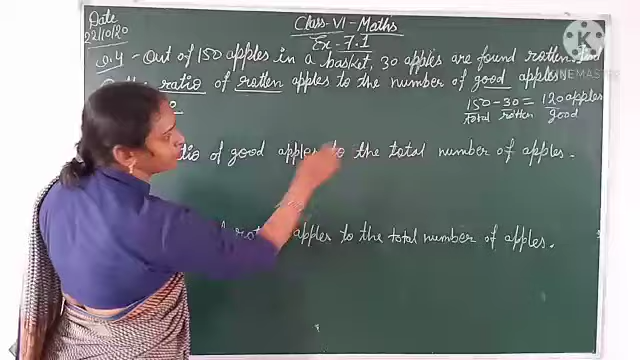 Date
22/10/20
Class-VI-Maths
Ex-7.1
Q.4 - Out of 150 apples in a basket, 30 apples are found rotten. Find
ratio of rotten apples to the number of good apples
150-30 = 120 apples
total rotten good
of good apples to the total number of apples.
apples to the total number of apples.
KINEMASTER